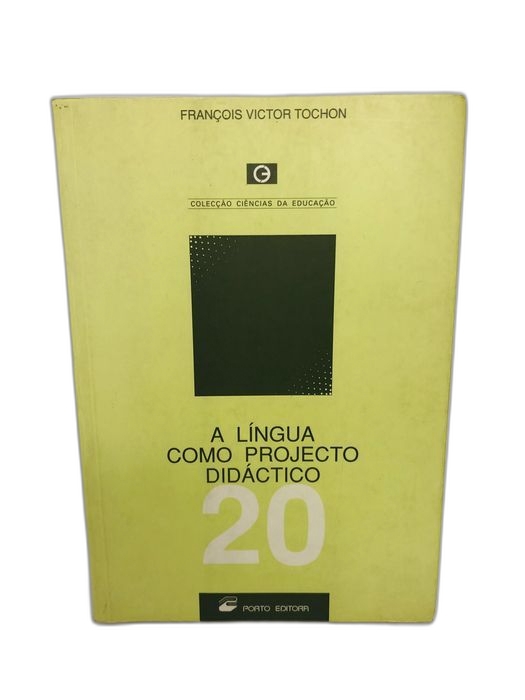 FRANÇOIS VICTOR TOCHON
COLECÇÃO CIÊNCIAS DA EDUCAÇÃO
A LÍNGUA
COMO PROJECTO
DIDÁCTICO
20
PORTO EDITORA